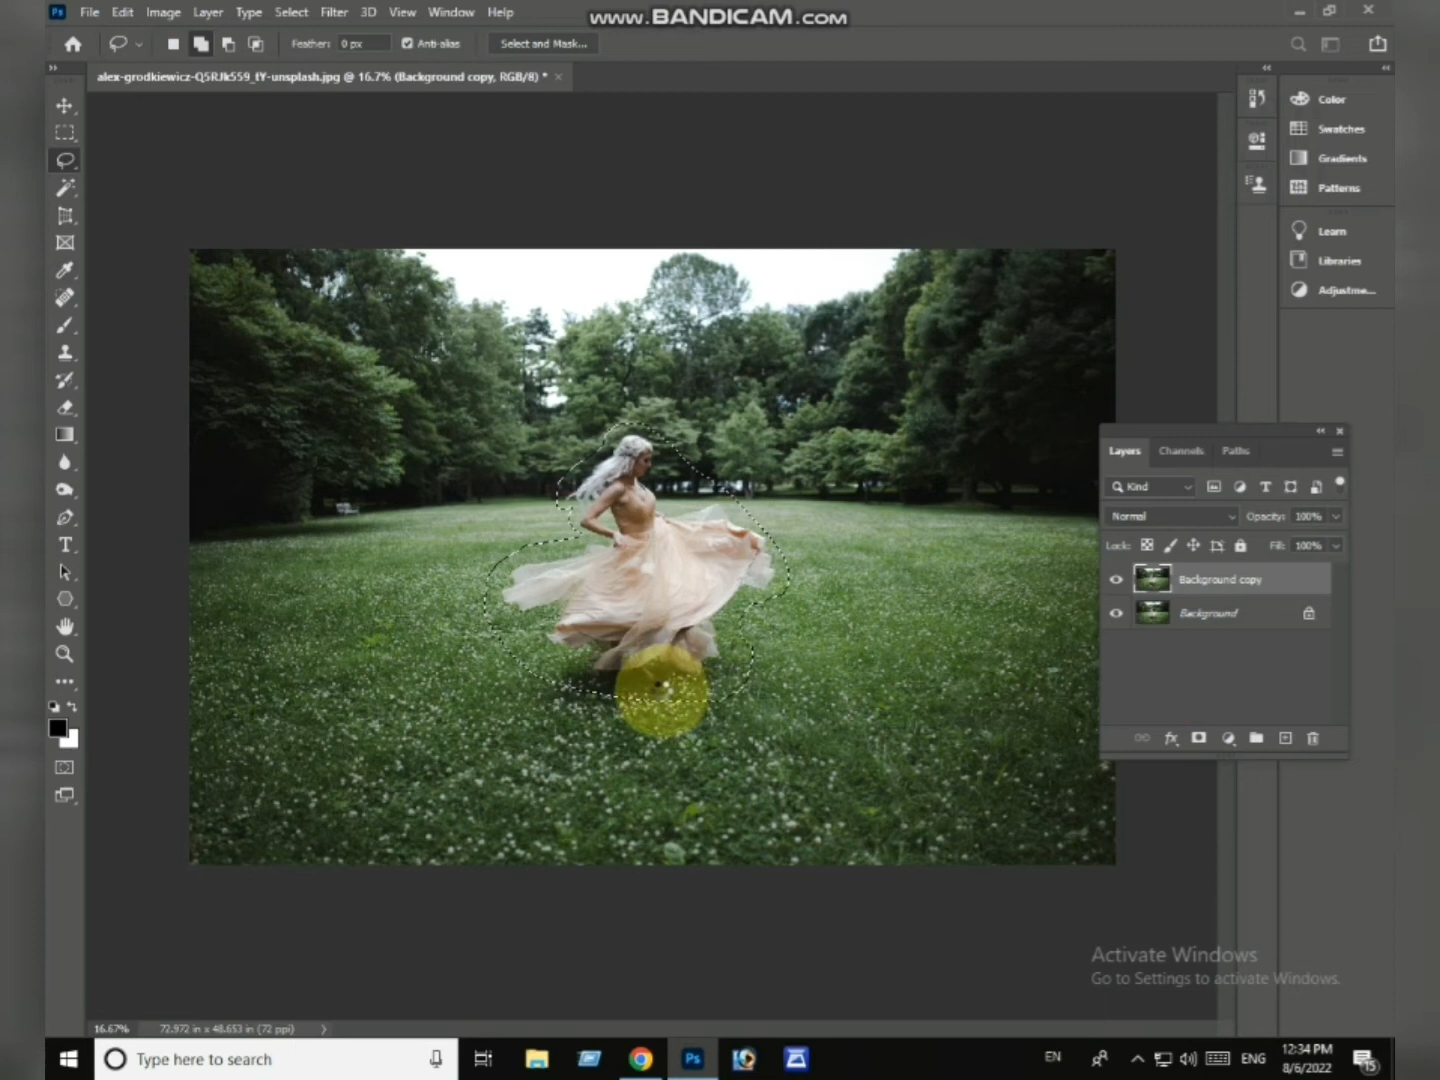 File Edit Image Layer Type Select Filter 3D View Window Help
www.BANDICAM.com
Feather: 0 px Anti-alias Select and Mask...
alex-grodkiewicz-Q5RJk559_fY-unsplash.jpg @ 16.7% (Background copy, RGB/8) *
Color
Swatches
Gradients
Patterns
Learn
Libraries
Adjustme...
Layers Channels Paths
Kind
Normal Opacity: 100%
Lock: Fill: 100%
Background copy
Background
Activate Windows
Go to Settings to activate Windows.
16.67% 72.972 in x 48.653 in (72 ppi)
Type here to search
EN
ENG
12:34 PM
8/6/2022
15